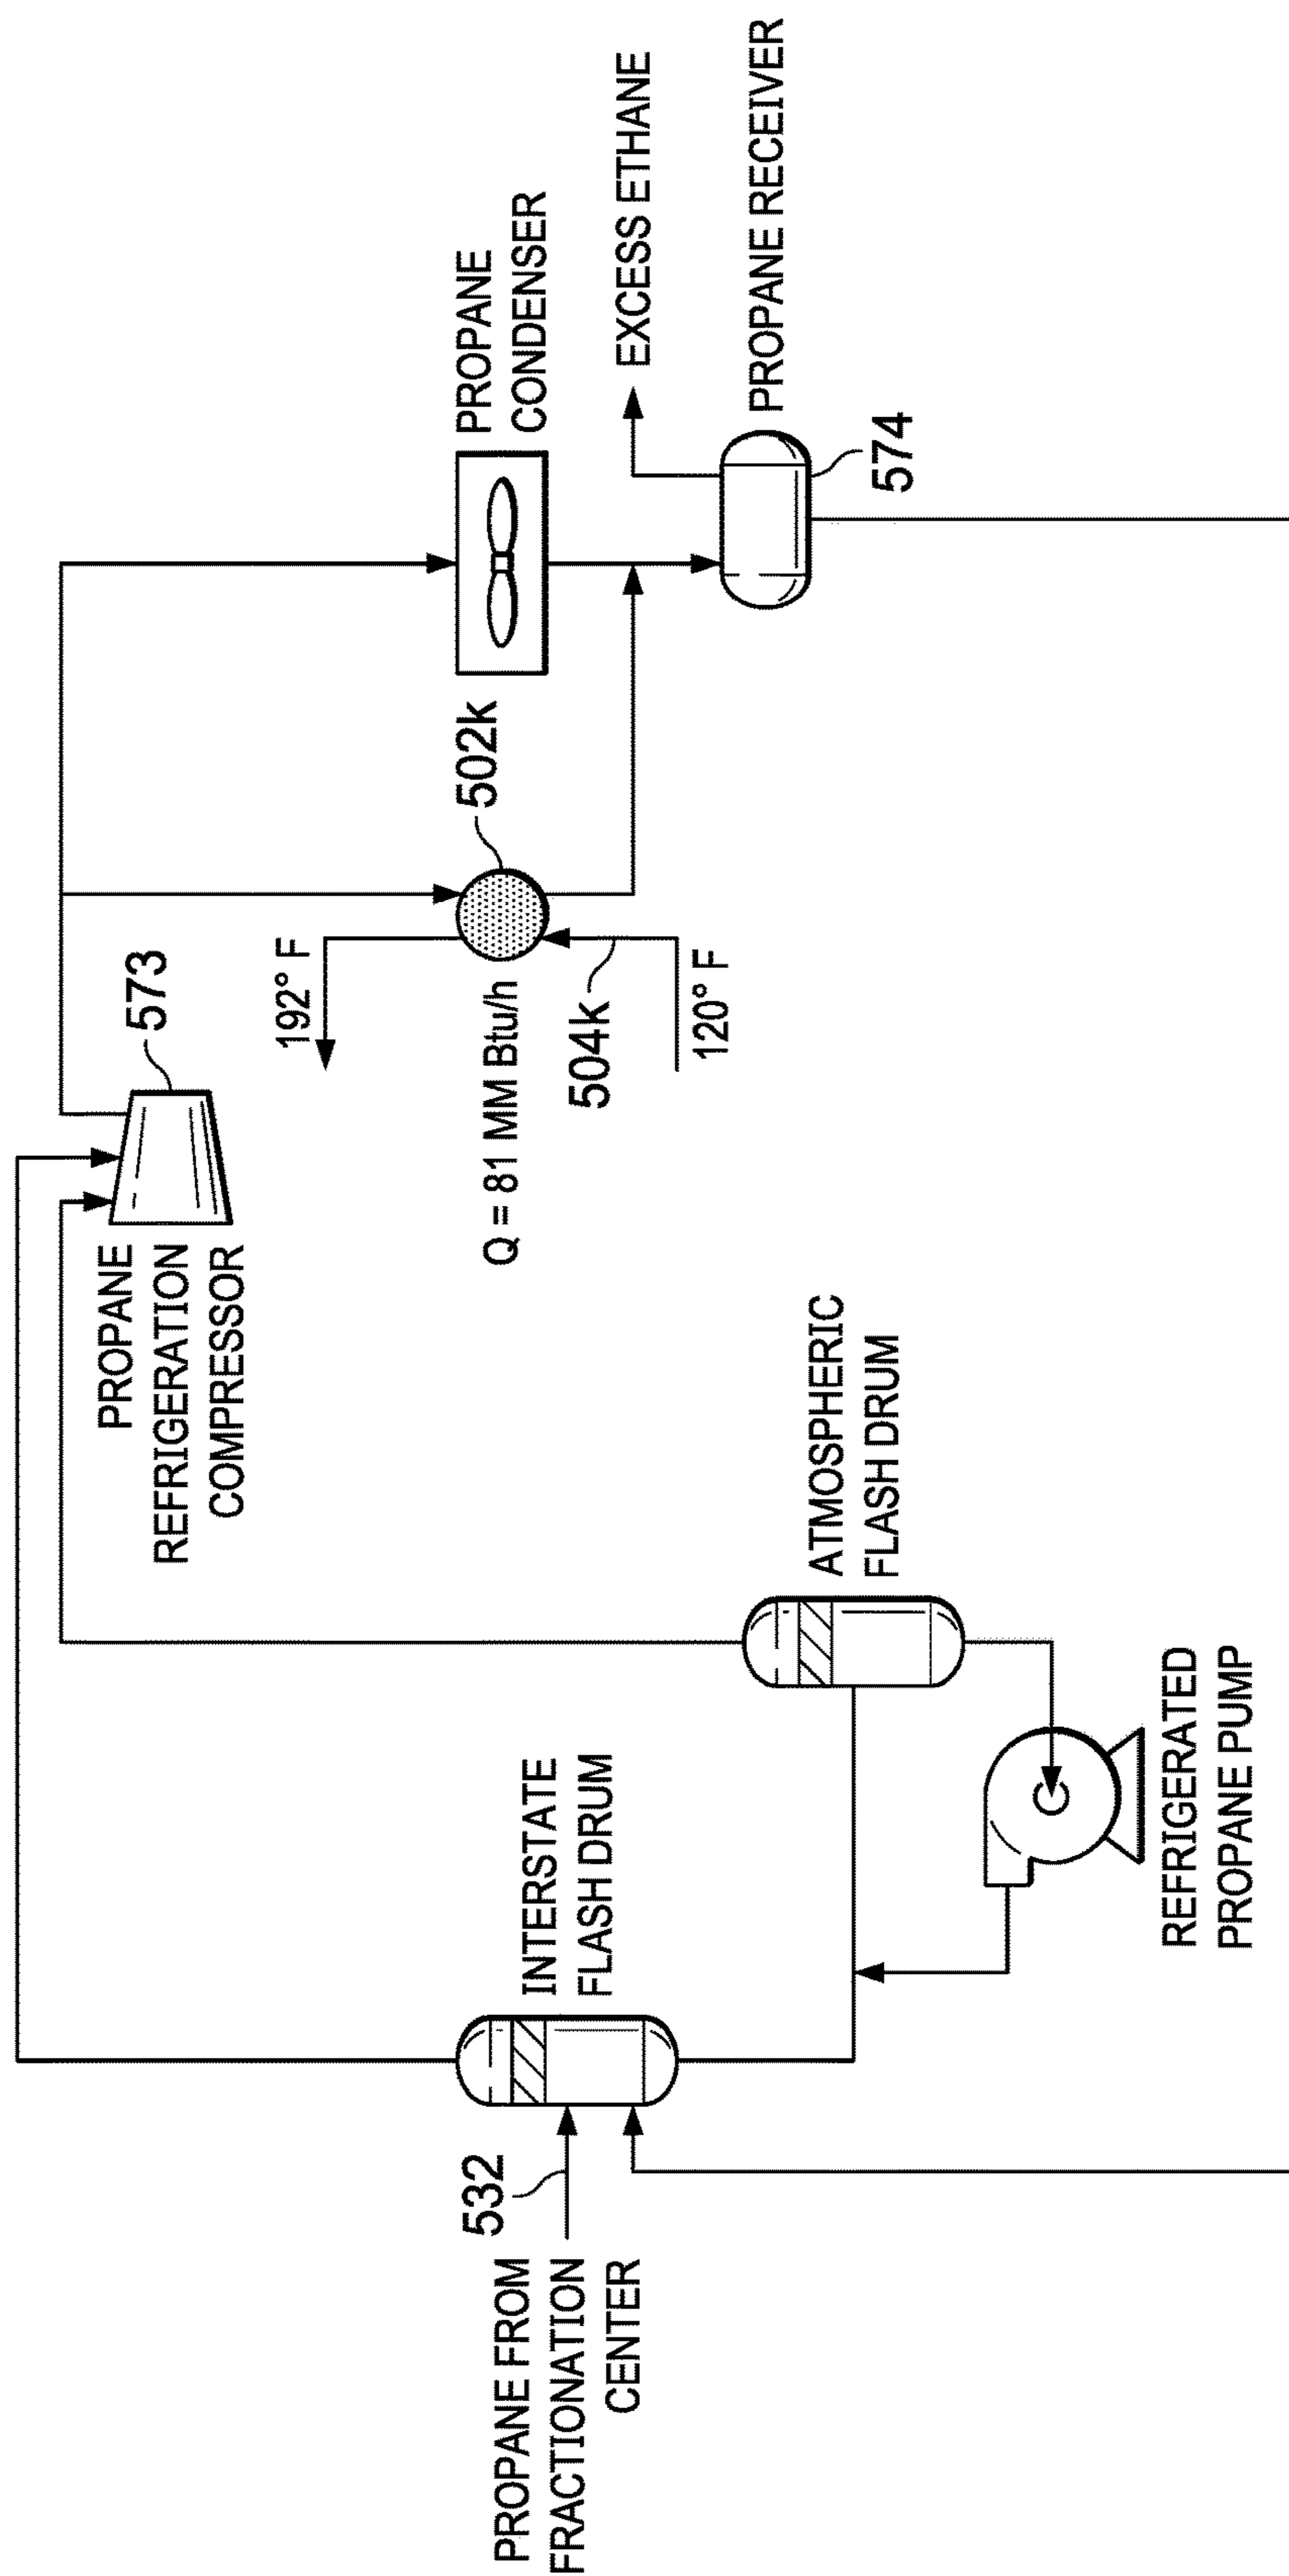 PROPANE FROM
FRACTIONATION
CENTER
532
INTERSTATE
FLASH DRUM
ATMOSPHERIC
FLASH DRUM
REFRIGERATED
PROPANE PUMP
PROPANE
REFRIGERATION
COMPRESSOR
573
192° F
Q = 81 MM Btu/h
504k
120° F
502k
PROPANE
CONDENSER
EXCESS ETHANE
PROPANE RECEIVER
574